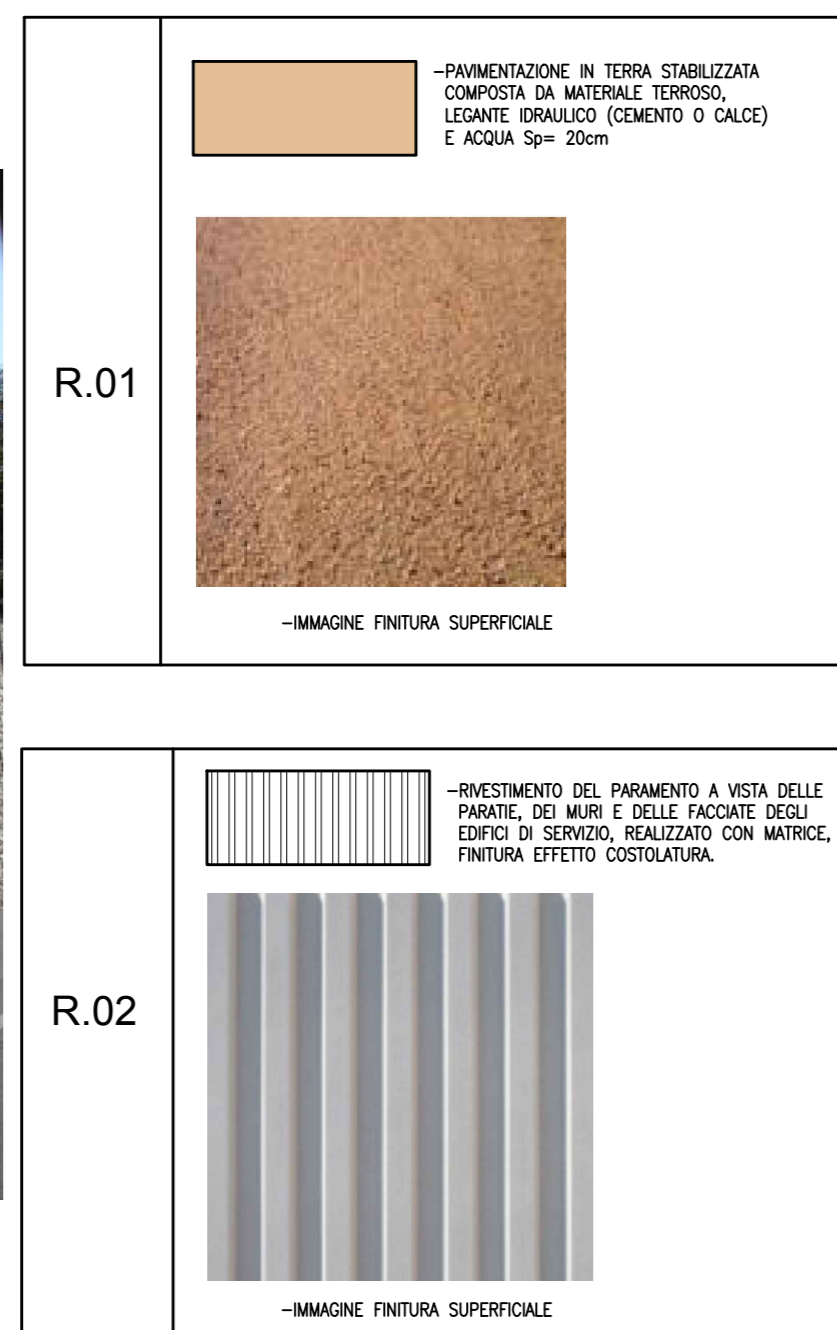 R.01
–PAVIMENTAZIONE IN TERRA STABILIZZATA
COMPOSTA DA MATERIALE TERROSO,
LEGANTE IDRAULICO (CEMENTO O CALCE)
E ACQUA Sp= 20cm
–IMMAGINE FINITURA SUPERFICIALE
R.02
–RIVESTIMENTO DEL PARAMENTO A VISTA DELLE
PARATIE, DEI MURI E DELLE FACCIATE DEGLI
EDIFICI DI SERVIZIO, REALIZZATO CON MATRICE,
FINITURA EFFETTO COSTOLATURA.
–IMMAGINE FINITURA SUPERFICIALE